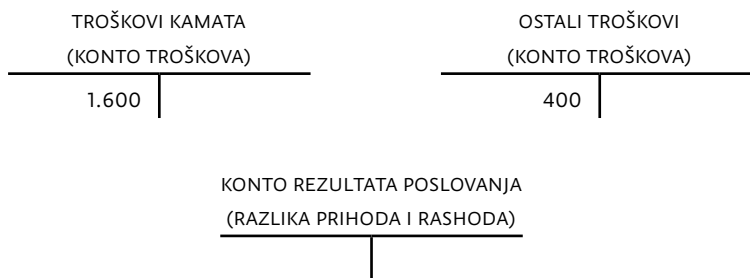 TROŠKOVI KAMATA
(KONTO TROŠKOVA)
1.600
OSTALI TROŠKOVI
(KONTO TROŠKOVA)
400
KONTO REZULTATA POSLOVANJA
(RAZLIKA PRIHODA I RASHODA)